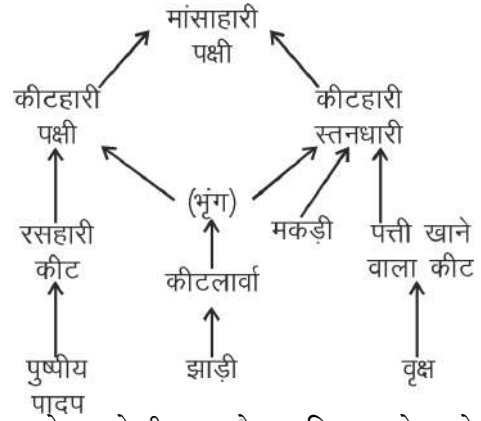 मांसाहारी
पक्षी
कीटहारी
पक्षी
कीटहारी
स्तनधारी
(भृंग)
मकड़ी
रसहारी
कीट
पत्ती खाने
वाला कीट
कीटलार्वा
पुष्पीय
पादप
झाड़ी
वृक्ष